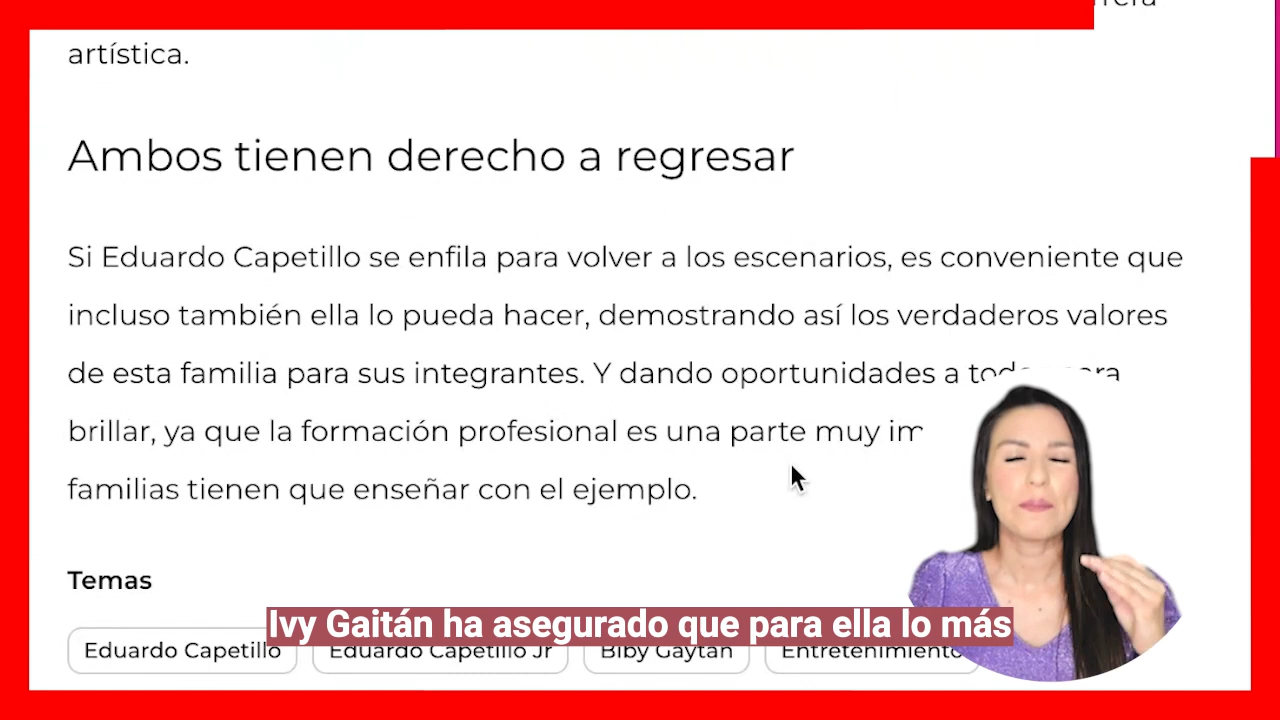 artística.
Ambos tienen derecho a regresar
Si Eduardo Capetillo se enfila para volver a los escenarios, es conveniente que
incluso también ella lo pueda hacer, demostrando así los verdaderos valores
de esta familia para sus integrantes. Y dando oportunidades a
brillar, ya que la formación profesional es una parte muy
familias tienen que enseñar con el ejemplo.
Temas
Ivy Gaitán ha asegurado que para ella lo más
Eduardo Capetillo
Eduardo Capetillo Jr
Biby Gaytán
Entretenimiento